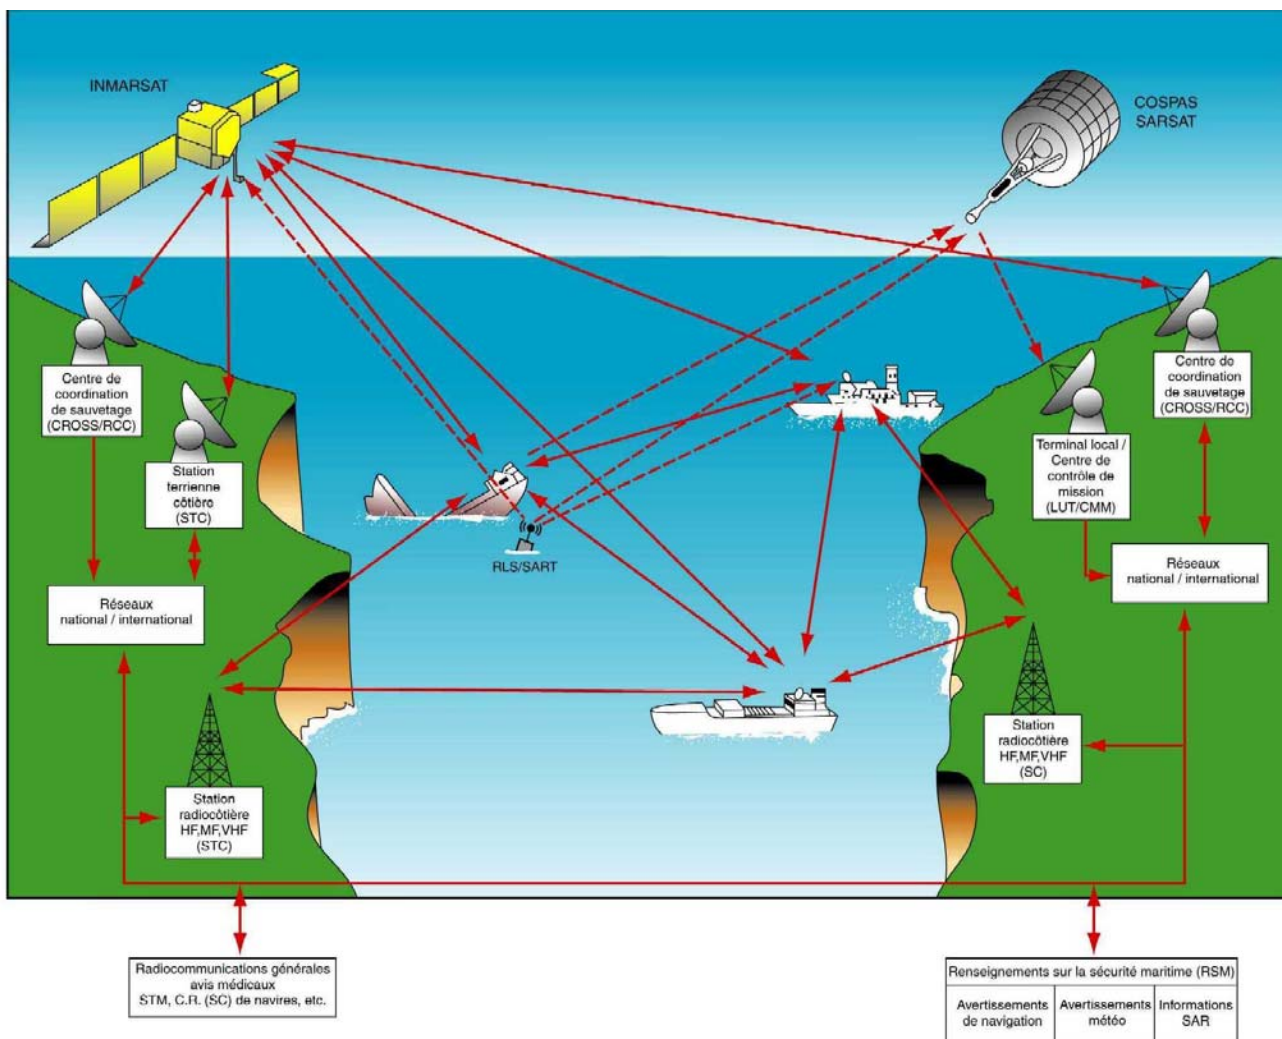 INMARSAT
COSPAS
SARSAT
Centre de
coordination
de sauvetage
(CROSS/RCC)
Station
terrienne
côtière
(STC)
Réseaux
national / international
Station
radiocôtière
HF,MF,VHF
(STC)
RLS/SART
Centre de
coordination
de sauvetage
(CROSS/RCC)
Terminal local /
Centre de
contrôle de
mission
(LUT/CMM)
Réseaux
national / international
Station
radiocôtière
HF,MF,VHF
(SC)
Radiocommunications générales
avis médicaux
STM, C.R. (SC) de navires, etc.
Renseignements sur la sécurité maritime (RSM)
Avertissements
de navigation
Avertissements
météo
Informations
SAR